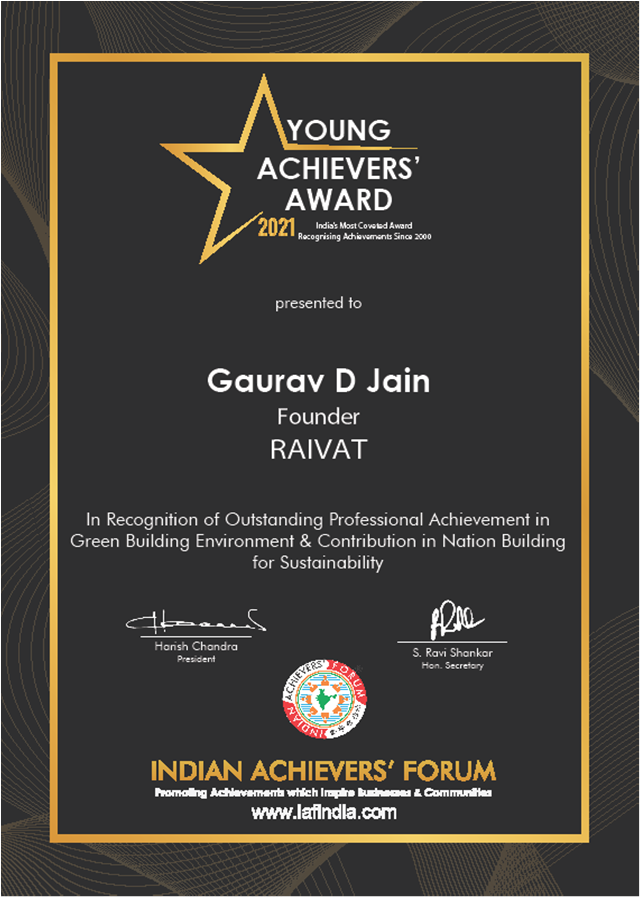 YOUNG
ACHIEVERS'
AWARD
2021
India's Most Coveted Award
Recognising Achievements Since 2000
presented to
Gaurav D Jain
Founder
RAIVAT
In Recognition of Outstanding Professional Achievement in
Green Building Environment & Contribution in Nation Building
for Sustainability
Harish Chandra
President
S. Ravi Shankar
Hon. Secretary
INDIAN ACHIEVERS' FORUM
INDIAN ACHIEVERS' FORUM
Promoting Achievements which Inspire Businesses & Communities
www.iafindia.com